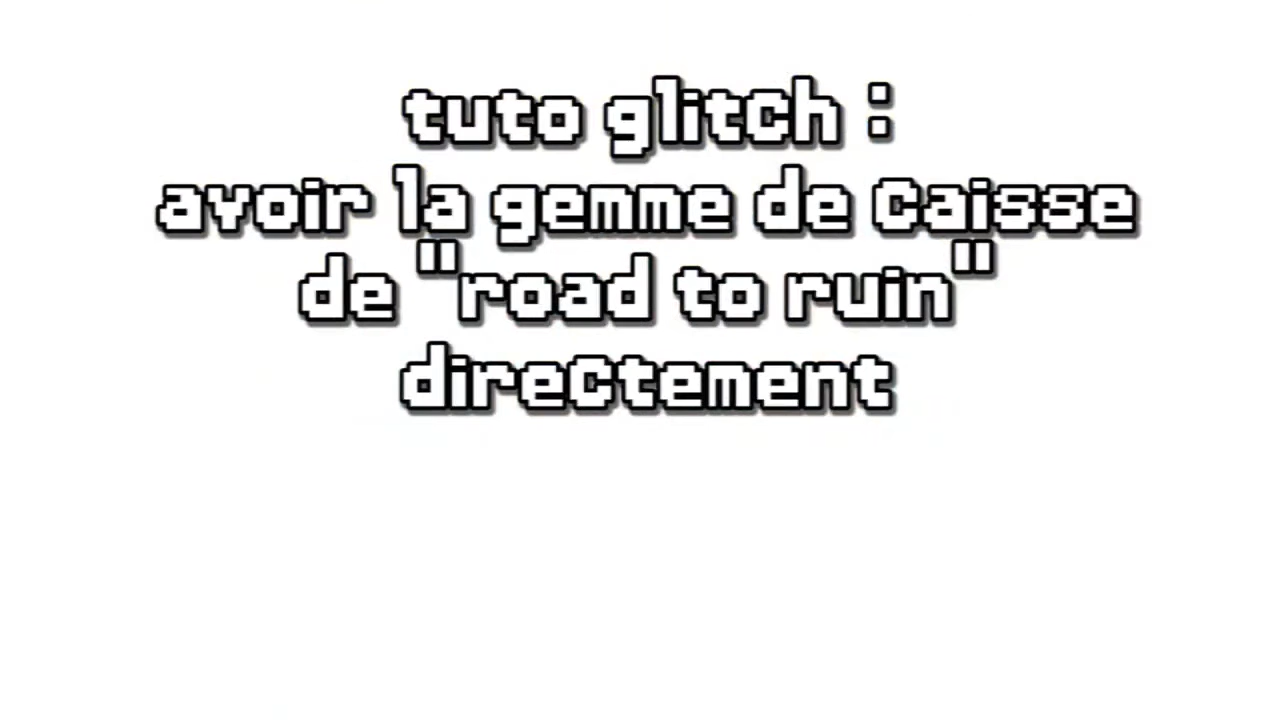 tuto glitch :
avoir la gemme de caisse
de "road to ruin"
directement